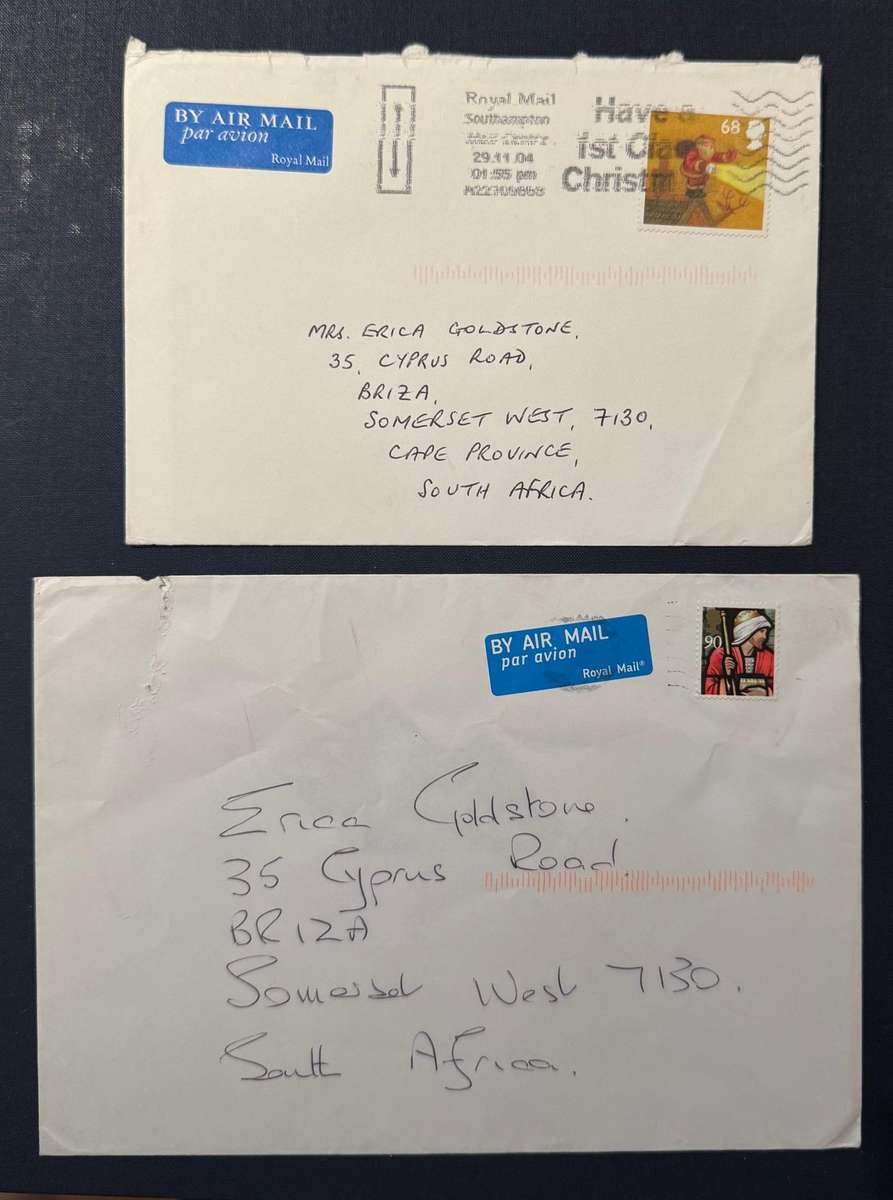 BY AIR MAIL
par avion
Royal Mail
Royal Mail
Southampton
29.11.04
01:55 pm
Have a
1st Cla
Christm
68
MRS. ERICA GOLDSTONE,
35, CYPRUS ROAD,
BRIZA,
SOMERSET WEST, 7130,
CAPE PROVINCE,
SOUTH AFRICA.
BY AIR MAIL
par avion
Royal Mail®
90
Erica Goldstone.
35 Cyprus Road
BRIZA
Somerset West 7130.
South Africa.